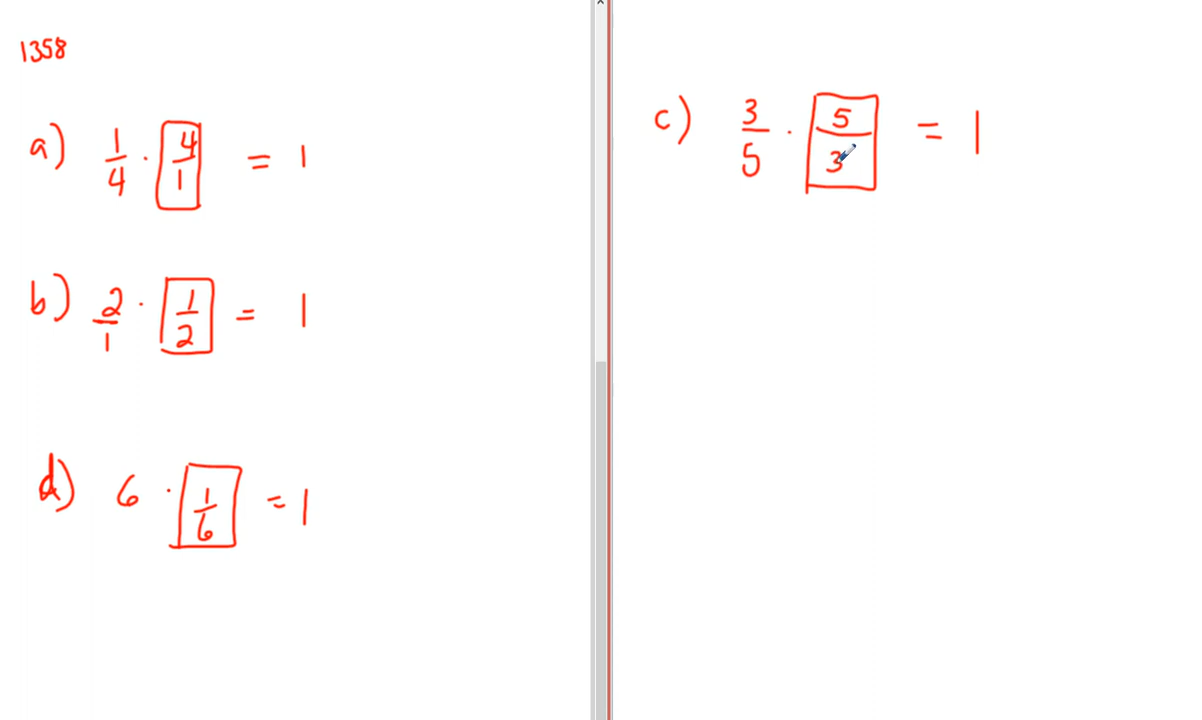 1358
a) 1/4 · 4/1 = 1
b) 2/1 · 1/2 = 1
d) 6 · 1/6 = 1
c) 3/5 · 5/3 = 1